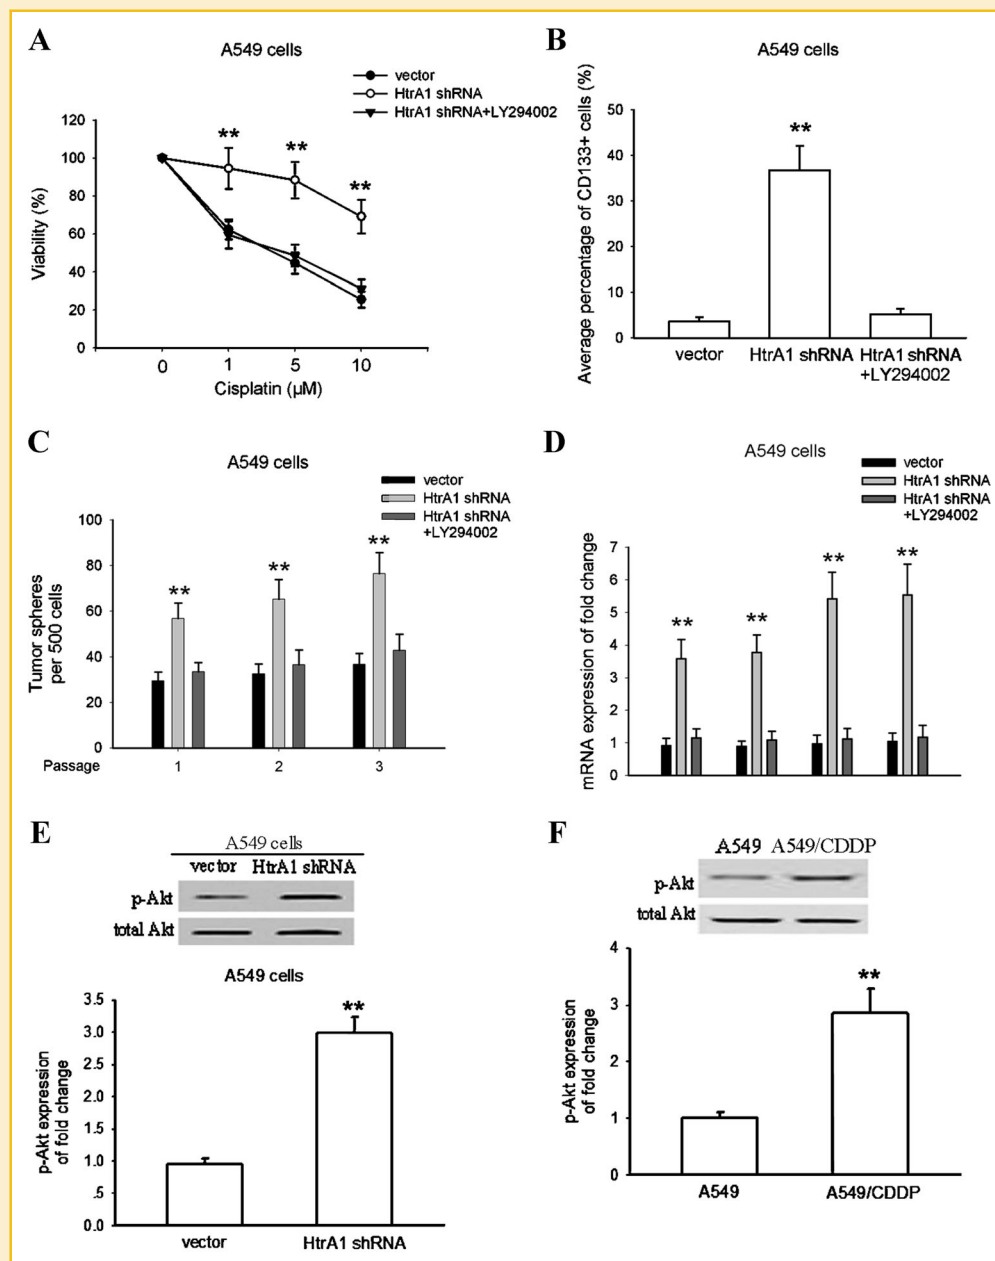 A
A549 cells
vector
HtrA1 shRNA
HtrA1 shRNA+LY294002
120
100
80
60
40
20
0
Viability (%)
**
**
**
0
1
5
10
Cisplatin (µM)
B
A549 cells
50
40
30
20
10
0
Average percentage of CD133+ cells (%)
**
vector
HtrA1 shRNA
HtrA1 shRNA
+LY294002
C
A549 cells
vector
HtrA1 shRNA
HtrA1 shRNA
+LY294002
100
80
60
40
20
0
Tumor spheres
per 500 cells
**
**
**
Passage
1
2
3
D
A549 cells
vector
HtrA1 shRNA
HtrA1 shRNA
+LY294002
7
6
5
4
3
2
1
0
mRNA expression of fold change
**
**
**
**
E
A549 cells
vector HtrA1 shRNA
p-Akt
total Akt
A549 cells
3.5
3.0
2.5
2.0
1.5
1.0
.5
0.0
p-Akt expression
of fold change
**
vector
HtrA1 shRNA
F
A549 A549/CDDP
p-Akt
total Akt
4
3
2
1
0
p-Akt expression
of fold change
**
A549
A549/CDDP